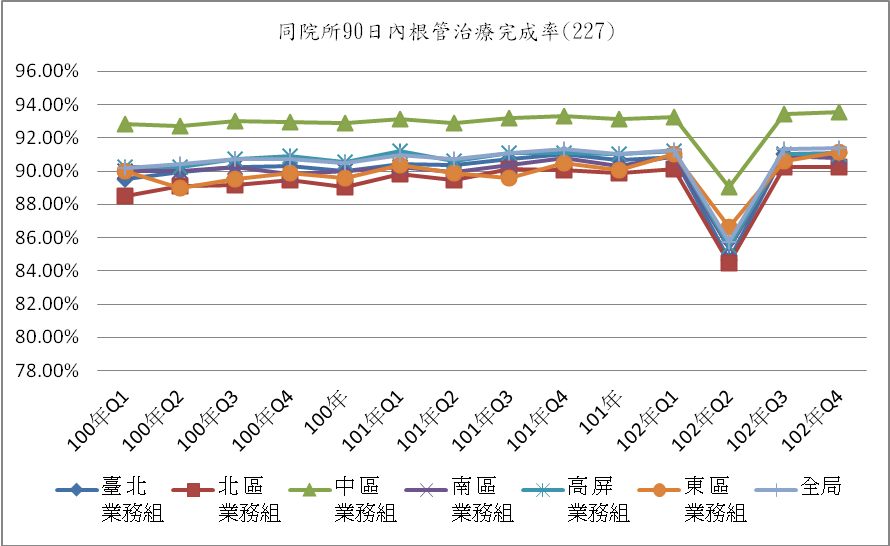 同院所90日內根管治療完成率(227)
96.00%
94.00%
92.00%
90.00%
88.00%
86.00%
84.00%
82.00%
80.00%
78.00%
100年Q1
100年Q2
100年Q3
100年Q4
100年
101年Q1
101年Q2
101年Q3
101年Q4
101年
102年Q1
102年Q2
102年Q3
102年Q4
臺北
業務組
北區
業務組
中區
業務組
南區
業務組
高屏
業務組
東區
業務組
全局